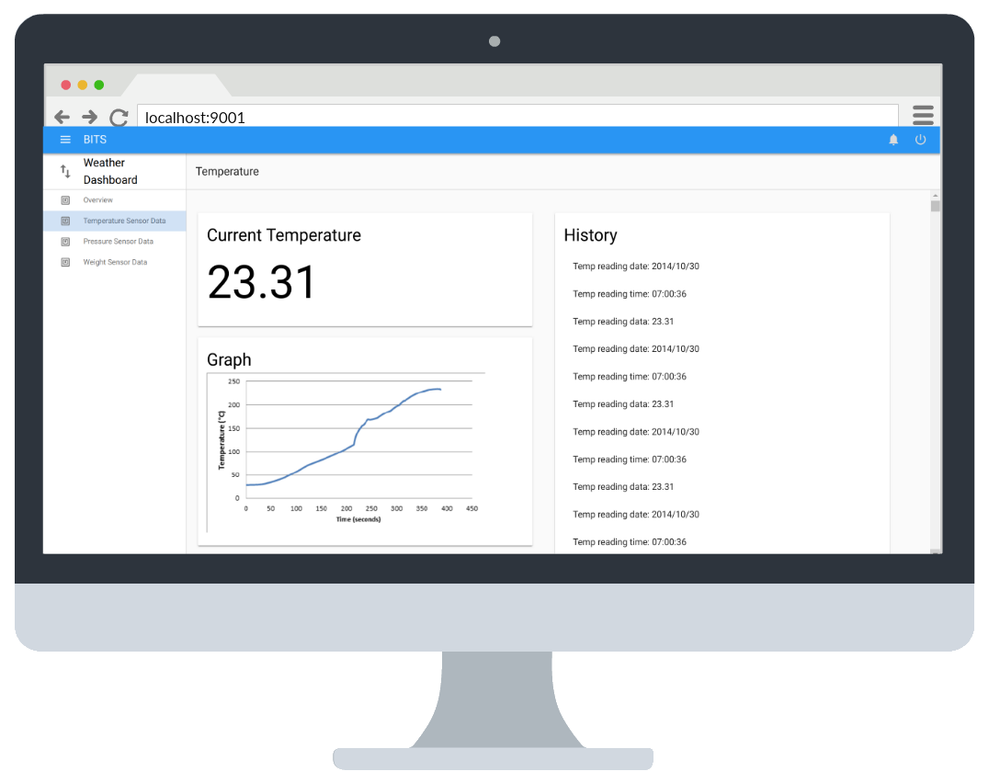 localhost:9001
BITS
Weather
Dashboard
Overview
Temperature Sensor Data
Pressure Sensor Data
Weight Sensor Data
Temperature
Current Temperature
23.31
Graph
Temperature (°C)
250
200
150
100
50
0
0 50 100 150 200 250 300 350 400 450
Time (seconds)
History
Temp reading date: 2014/10/30
Temp reading time: 07:00:36
Temp reading data: 23.31
Temp reading date: 2014/10/30
Temp reading time: 07:00:36
Temp reading data: 23.31
Temp reading date: 2014/10/30
Temp reading time: 07:00:36
Temp reading data: 23.31
Temp reading date: 2014/10/30
Temp reading time: 07:00:36